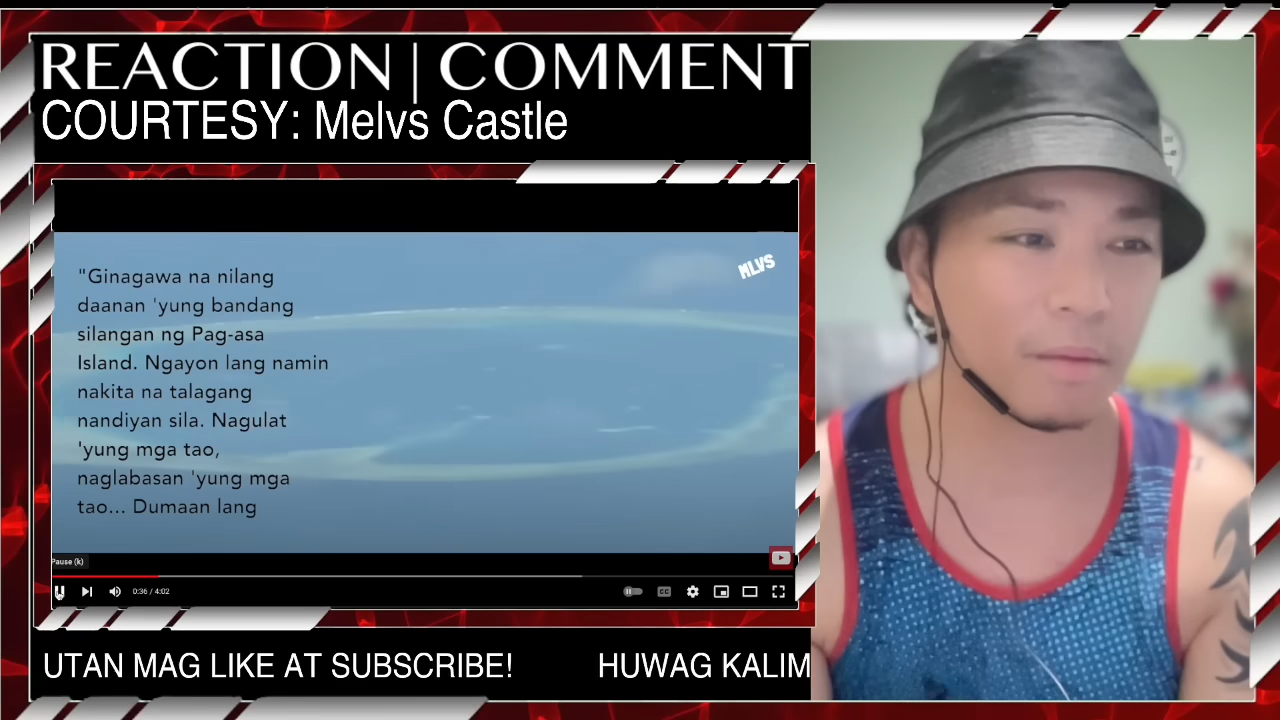 REACTION | COMMENT
COURTESY: Melvs Castle
MLVS
"Ginagawa na nilang
daanan 'yung bandang
silangan ng Pag-asa
Island. Ngayon lang namin
nakita na talagang
nandiyan sila. Nagulat
'yung mga tao,
naglabasan 'yung mga
tao... Dumaan lang
Pause (k)
0:36 / 4:02
CC
UTAN MAG LIKE AT SUBSCRIBE! HUWAG KALIM